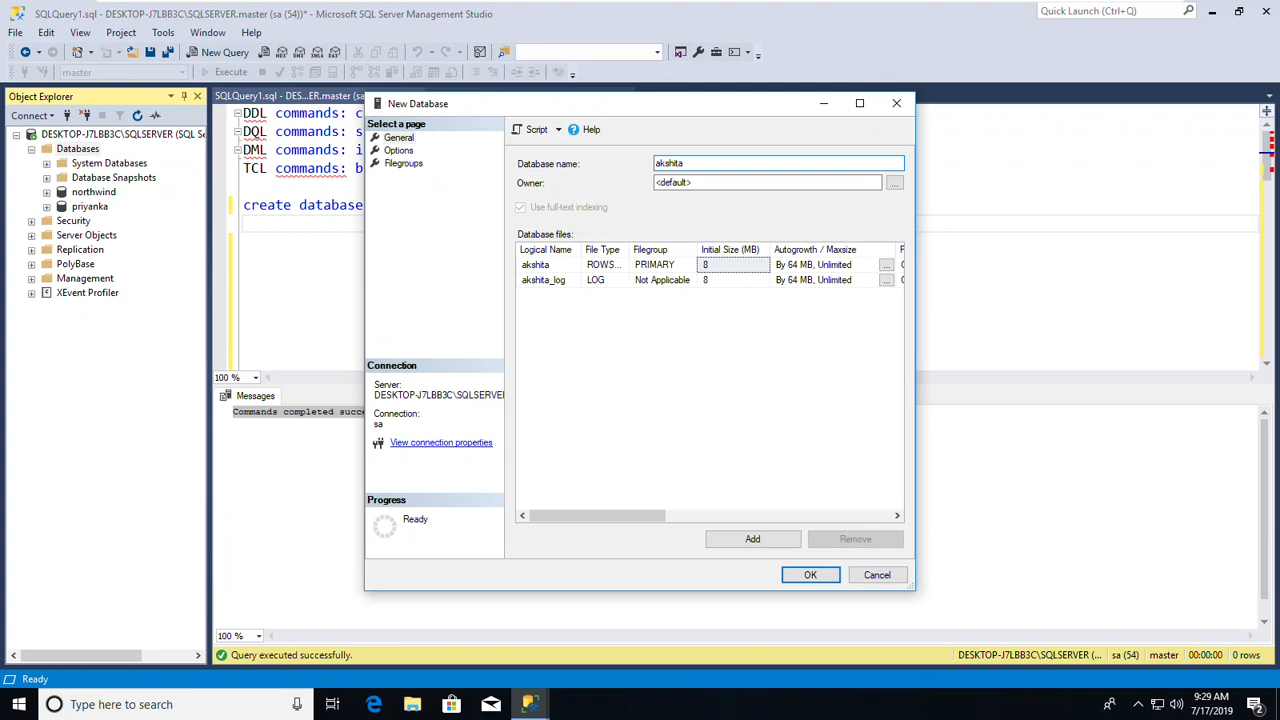 SQLQuery1.sql - DESKTOP-J7LBB3C\SQLSERVER.master (sa (54))* - Microsoft SQL Server Management Studio
Quick Launch (Ctrl+Q)
File Edit View Project Tools Window Help
New Query
master Execute
Object Explorer
SQLQuery1.sql - DES...ER.master (sa
Connect
DESKTOP-J7LBB3C\SQLSERVER (SQL Se
Databases
System Databases
Database Snapshots
northwind
priyanka
Security
Server Objects
Replication
PolyBase
Management
XEvent Profiler
DDL commands: c
DQL commands: s
DML commands: i
TCL commands: b
create database
100 %
Messages
Commands completed succe
100 %
New Database
Select a page
General
Options
Filegroups
Script Help
Database name: akshita
Owner: <default> ...
Use full-text indexing
Database files:
Logical Name File Type Filegroup Initial Size (MB) Autogrowth / Maxsize
akshita ROWS... PRIMARY 8 By 64 MB, Unlimited ...
akshita_log LOG Not Applicable 8 By 64 MB, Unlimited ...
Connection
Server:
DESKTOP-J7LBB3C\SQLSERVER
Connection:
sa
View connection properties
Progress
Ready
Add Remove
OK Cancel
Query executed successfully. DESKTOP-J7LBB3C\SQLSERVER (... sa (54) master 00:00:00 0 rows
Ready
Type here to search
9:29 AM
7/17/2019
2